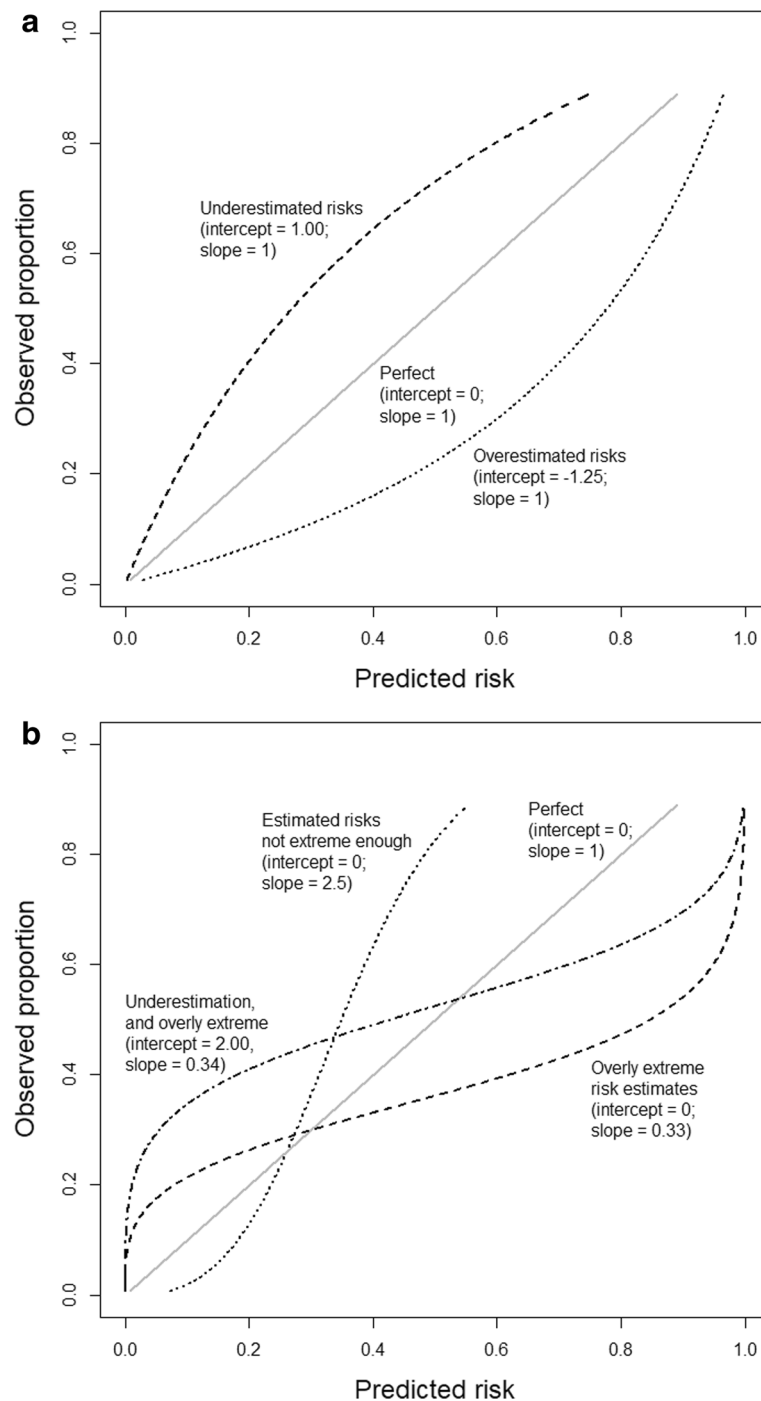 a
1.0
0.8
0.6
0.4
0.2
0.0
Observed proportion
Underestimated risks
(intercept = 1.00;
slope = 1)
Perfect
(intercept = 0;
slope = 1)
Overestimated risks
(intercept = -1.25;
slope = 1)
0.0 0.2 0.4 0.6 0.8 1.0
Predicted risk
b
1.0
0.8
0.6
0.4
0.2
0.0
Observed proportion
Estimated risks
not extreme enough
(intercept = 0;
slope = 2.5)
Perfect
(intercept = 0;
slope = 1)
Underestimation,
and overly extreme
(intercept = 2.00,
slope = 0.34)
Overly extreme
risk estimates
(intercept = 0;
slope = 0.33)
0.0 0.2 0.4 0.6 0.8 1.0
Predicted risk